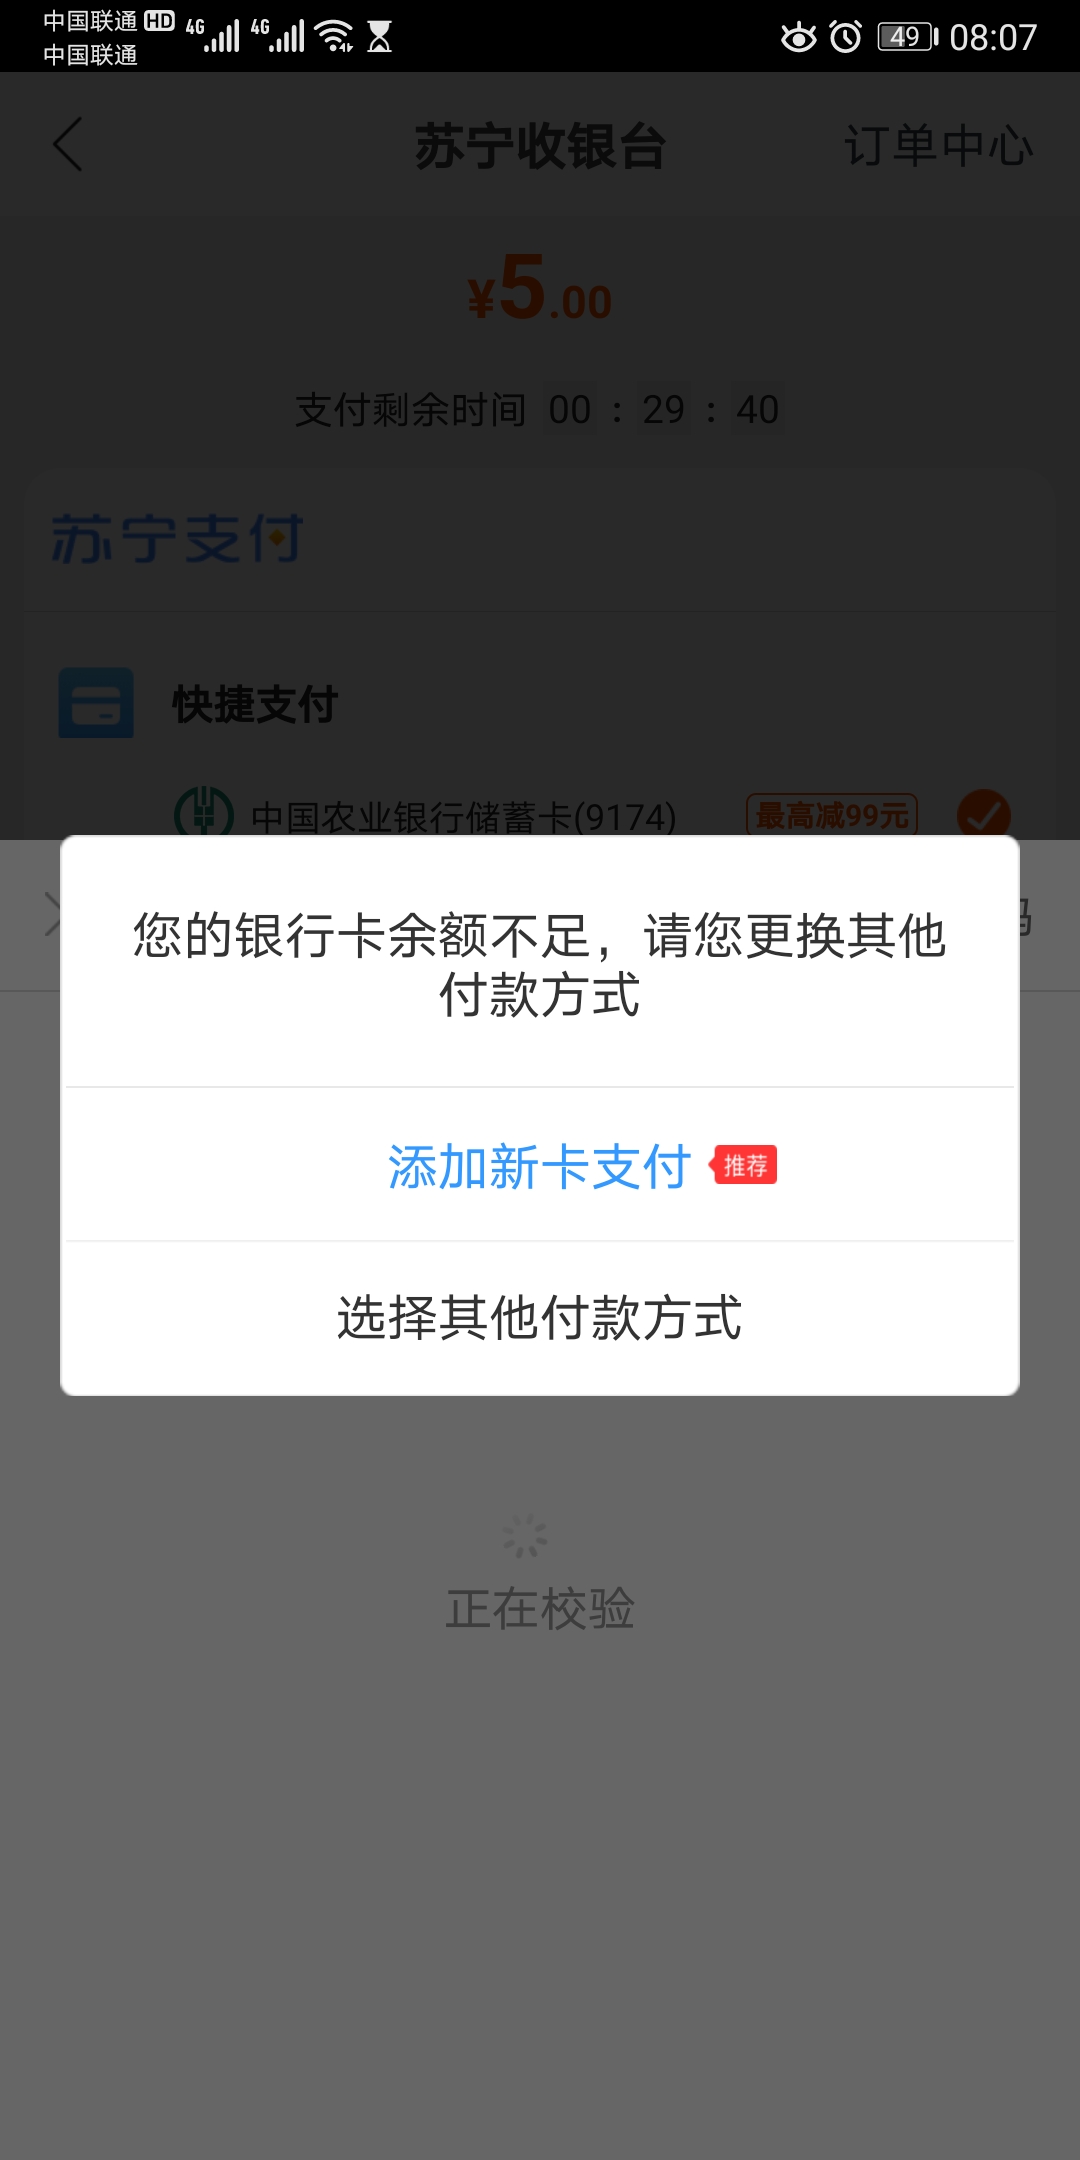 中国联通 HD 4G 4G 49 08:07
中国联通
苏宁收银台 订单中心
¥5.00
支付剩余时间 00 : 29 : 40
苏宁支付
快捷支付
中国农业银行储蓄卡(9174) 最高减99元
您的银行卡余额不足，请您更换其他
付款方式
添加新卡支付 推荐
选择其他付款方式
正在校验